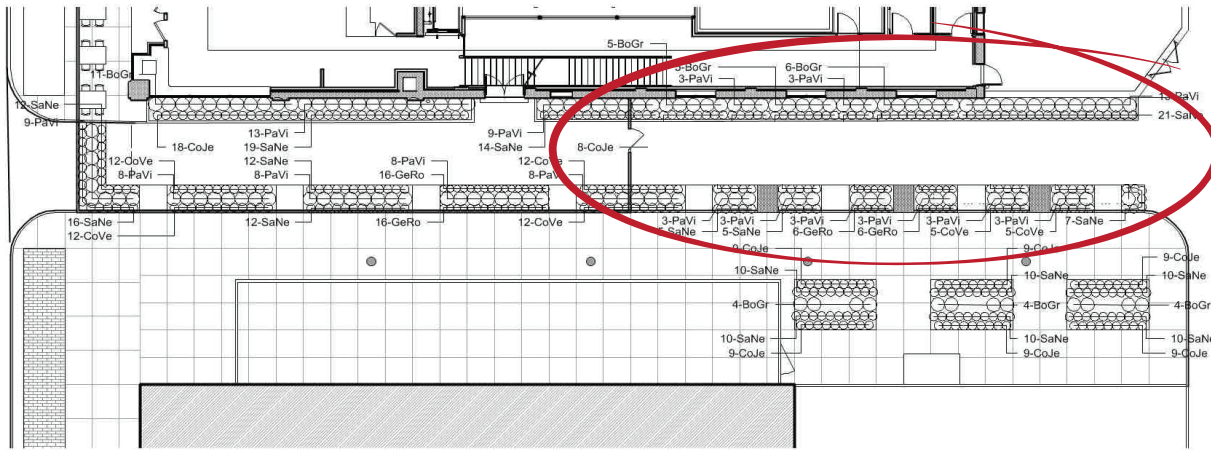 5-BoGr
3-BoGr
6-BoGr
3-PaVi
3-PaVi
11-BoGr
12-SaNe
9-PaVi
13-PaVi
21-SaNe
13-PaVi
19-SaNe
9-PaVi
14-SaNe
18-CoJe
8-CoJe
12-CoVe
8-PaVi
12-SaNe
8-PaVi
8-PaVi
16-GeRo
12-CoVe
8-PaVi
16-SaNe
12-CoVe
12-SaNe
16-GeRo
12-CoVe
3-PaVi
5-SaNe
3-PaVi
5-SaNe
3-PaVi
6-GeRo
3-PaVi
6-GeRo
3-PaVi
5-CoVe
3-PaVi
5-CoVe
7-SaNe
9-CoJe
9-CoJe
9-CoJe
10-SaNe
10-SaNe
10-SaNe
4-BoGr
4-BoGr
4-BoGr
10-SaNe
10-SaNe
10-SaNe
9-CoJe
9-CoJe
9-CoJe